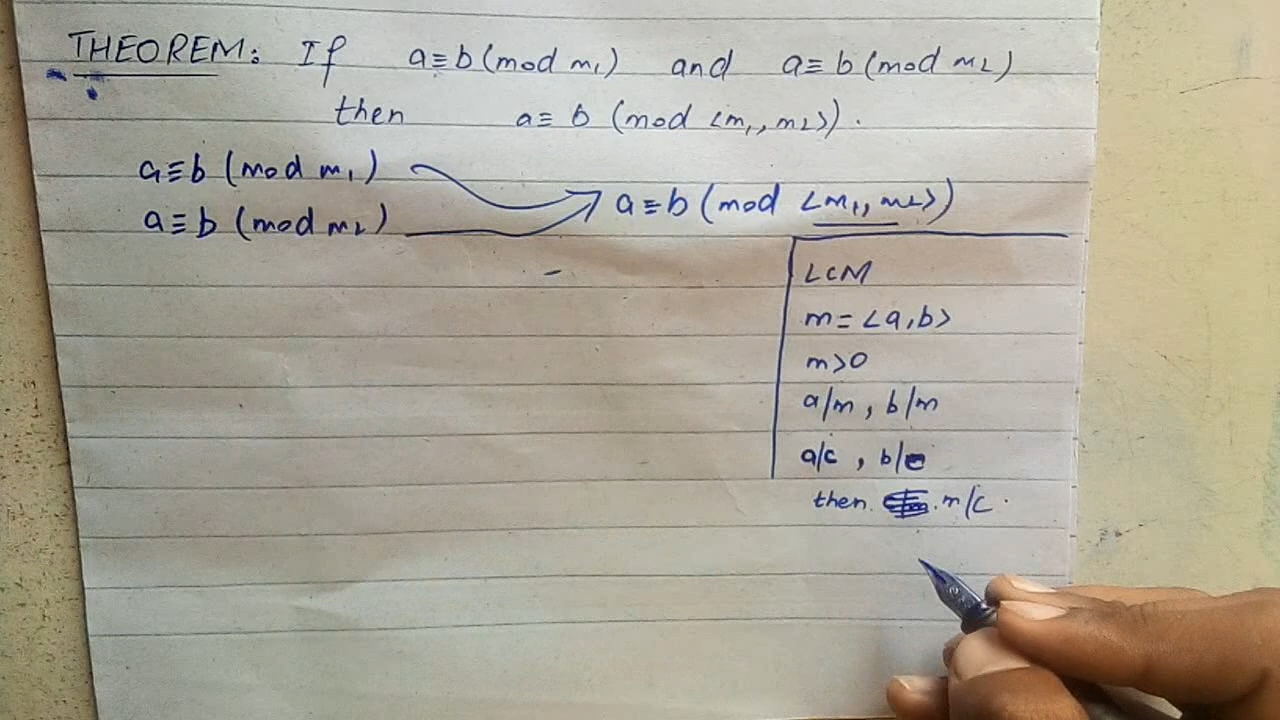 THEOREM: If a≡b (mod m₁) and a≡ b (mod m₂)
then a≡ b (mod <m₁, m₂>).
a≡b (mod m₁)
a≡b (mod m₂)
a≡b (mod <m₁, m₂>)
LCM
m = <a, b>
m>0
a/m , b/m
a/c , b/c
then m/c.